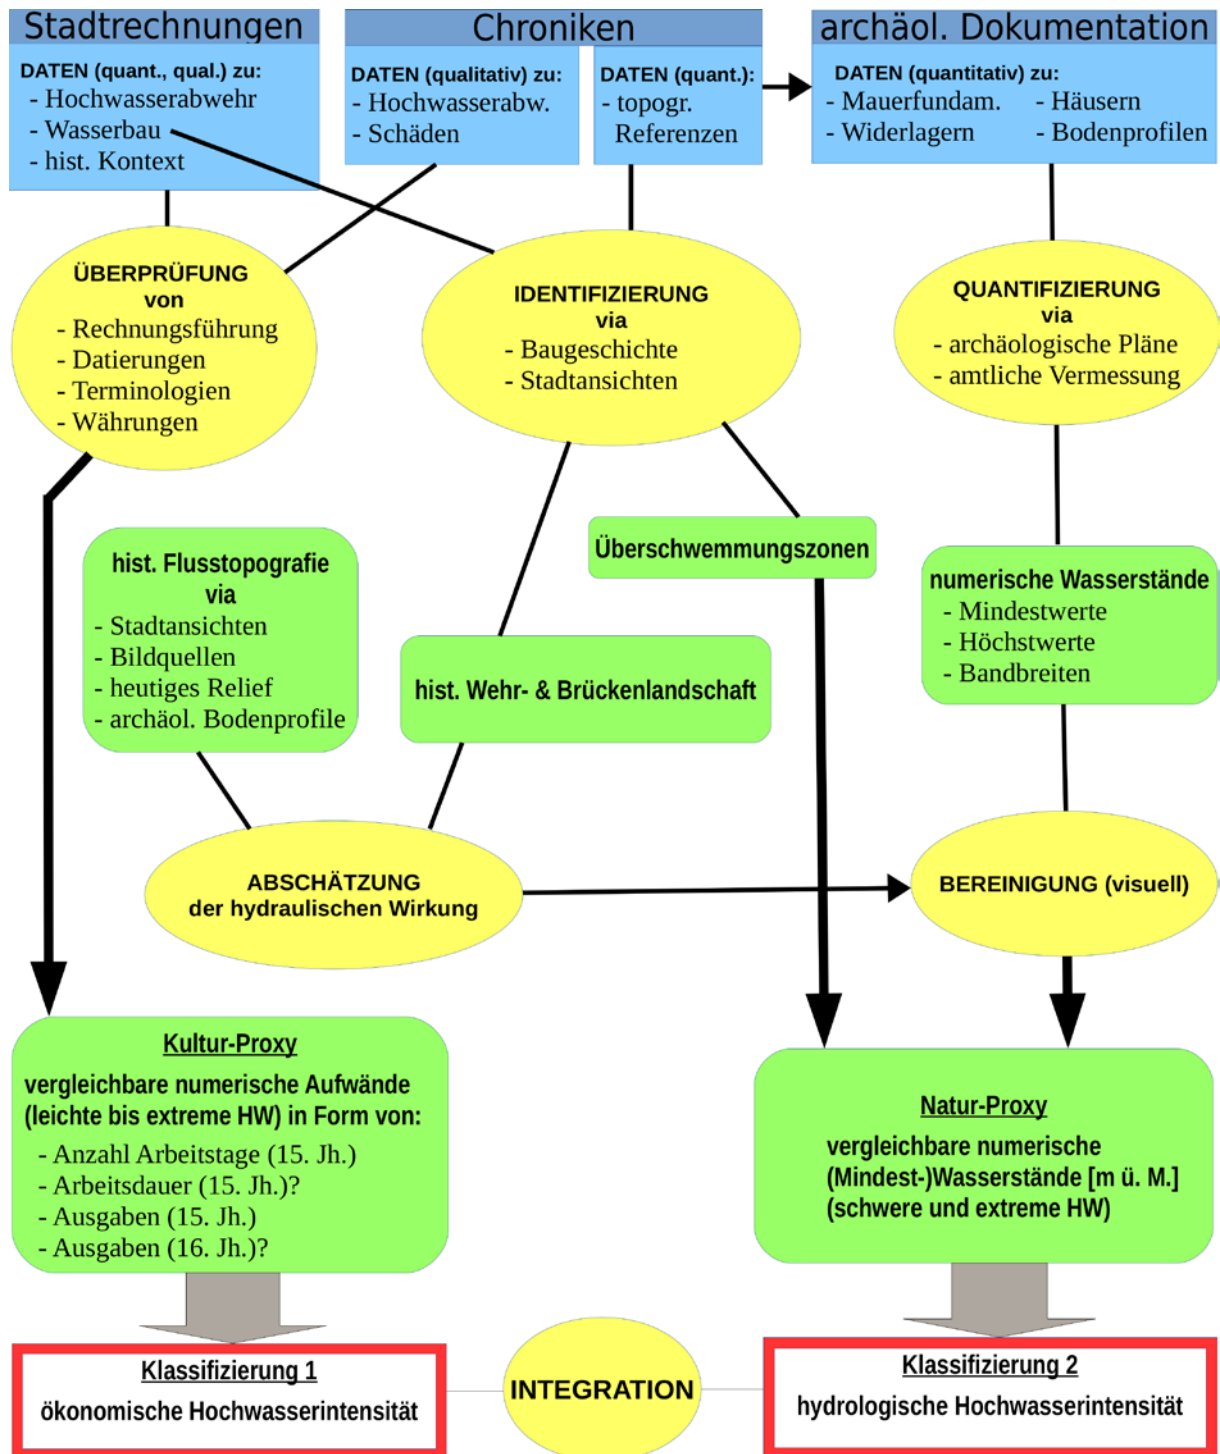 Stadtrechnungen
DATEN (quant., qual.) zu:
- Hochwasserabwehr
- Wasserbau
- hist. Kontext
Chroniken
DATEN (qualitativ) zu:
- Hochwasserabw.
- Schäden
DATEN (quant.):
- topogr.
Referenzen
archäol. Dokumentation
DATEN (quantitativ) zu:
- Mauerfundam.
- Widerlagern
- Häusern
- Bodenprofilen
ÜBERPRÜFUNG
von
- Rechnungsführung
- Datierungen
- Terminologien
- Währungen
IDENTIFIZIERUNG
via
- Baugeschichte
- Stadtansichten
QUANTIFIZIERUNG
via
- archäologische Pläne
- amtliche Vermessung
hist. Flusstopografie
via
- Stadtansichten
- Bildquellen
- heutiges Relief
- archäol. Bodenprofile
Überschwemmungszonen
hist. Wehr- & Brückenlandschaft
numerische Wasserstände
- Mindestwerte
- Höchstwerte
- Bandbreiten
ABSCHÄTZUNG
der hydraulischen Wirkung
BEREINIGUNG (visuell)
Kultur-Proxy
vergleichbare numerische Aufwände
(leichte bis extreme HW) in Form von:
- Anzahl Arbeitstage (15. Jh.)
- Arbeitsdauer (15. Jh.)?
- Ausgaben (15. Jh.)
- Ausgaben (16. Jh.)?
Natur-Proxy
vergleichbare numerische
(Mindest-)Wasserstände [m ü. M.]
(schwere und extreme HW)
Klassifizierung 1
ökonomische Hochwasserintensität
INTEGRATION
Klassifizierung 2
hydrologische Hochwasserintensität